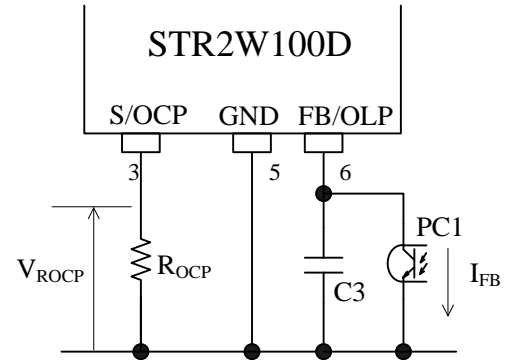 STR2W100D
S/OCP GND FB/OLP
3 5 6
PC1
VROCP ROCP C3 IFB